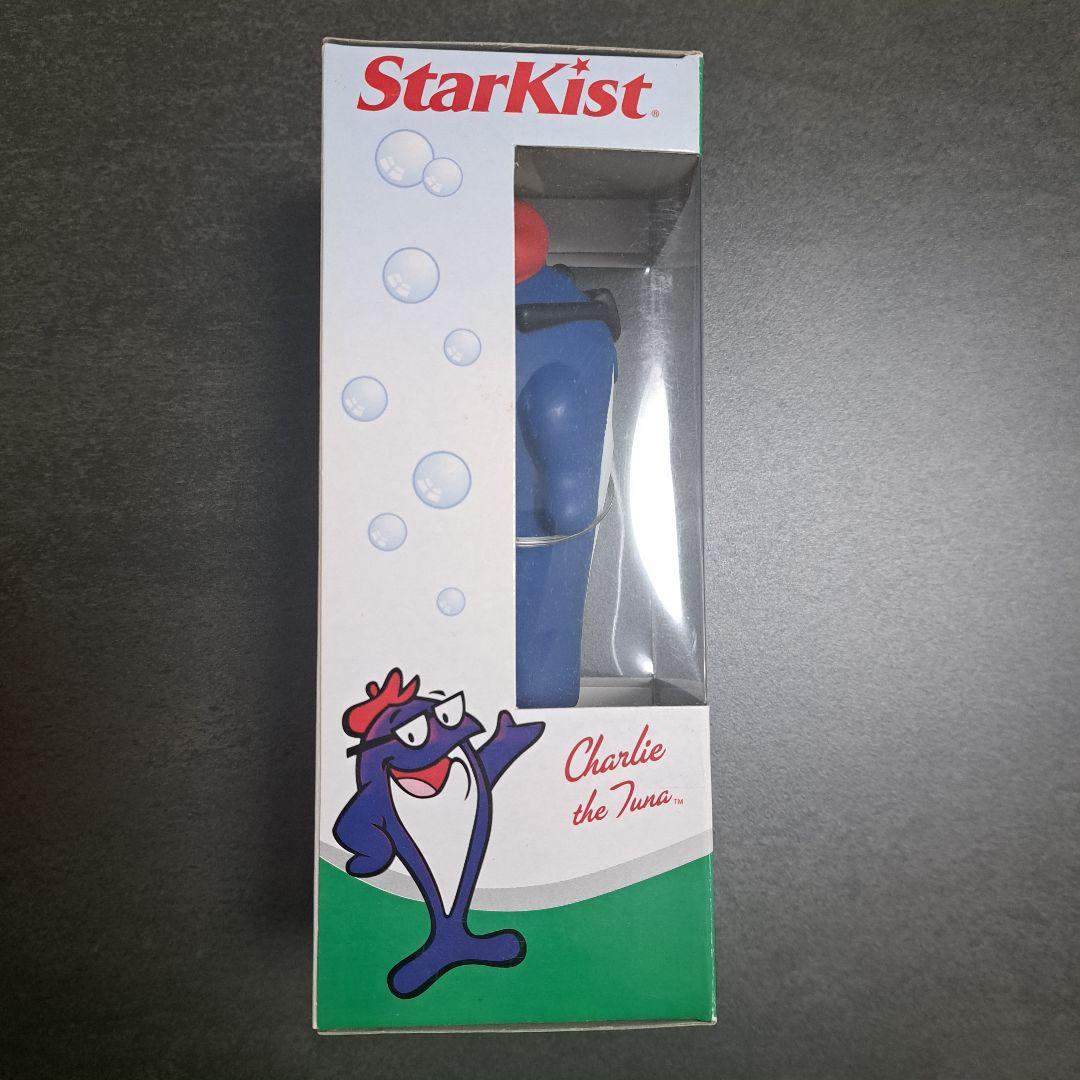 StarKist®
Charlie
the Tuna™